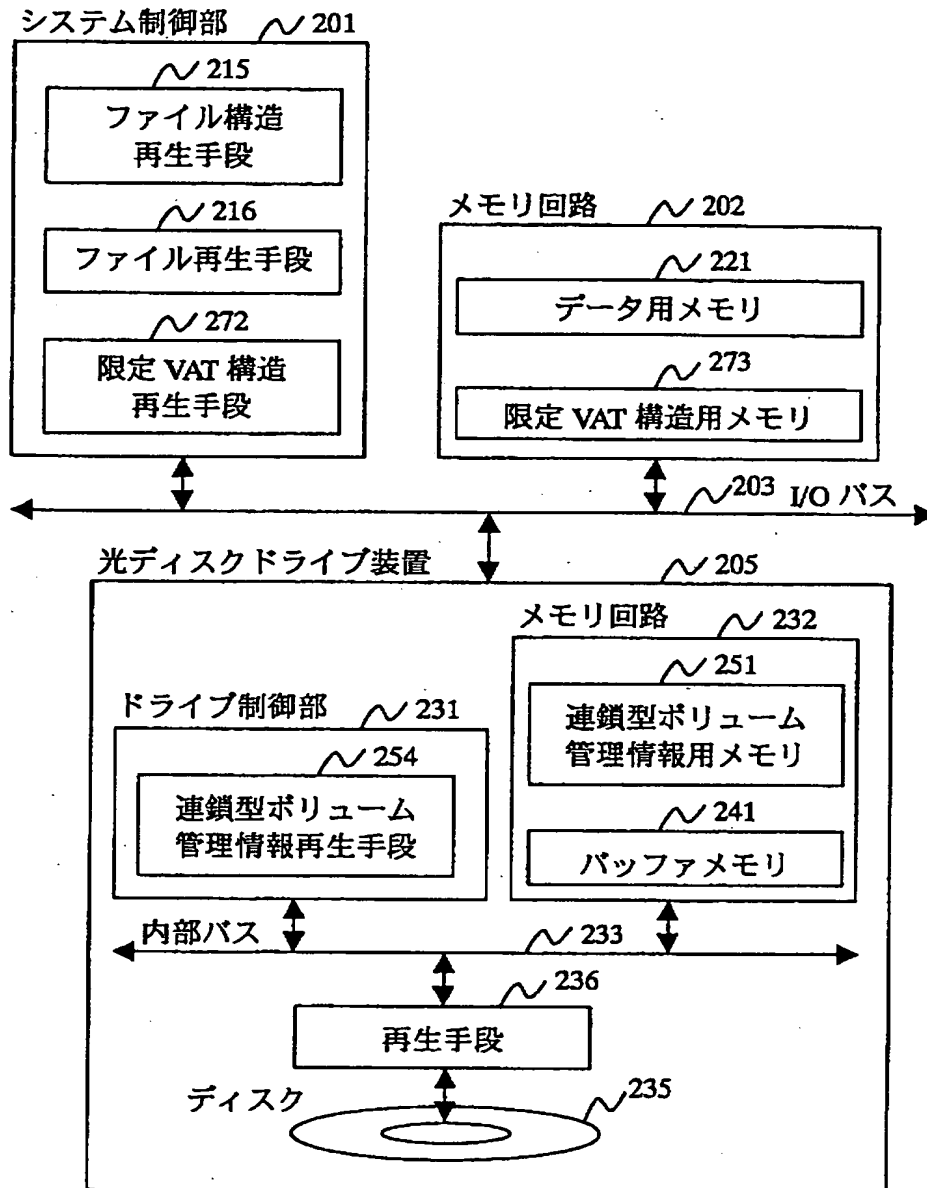 システム制御部 201
215
ファイル構造
再生手段
216
ファイル再生手段
272
限定 VAT 構造
再生手段
メモリ回路 202
221
データ用メモリ
273
限定 VAT 構造用メモリ
203
I/O バス
光ディスクドライブ装置 205
メモリ回路 232
251
連鎖型ボリューム
管理情報用メモリ
241
バッファメモリ
ドライブ制御部 231
254
連鎖型ボリューム
管理情報再生手段
内部バス 233
236
再生手段
ディスク 235